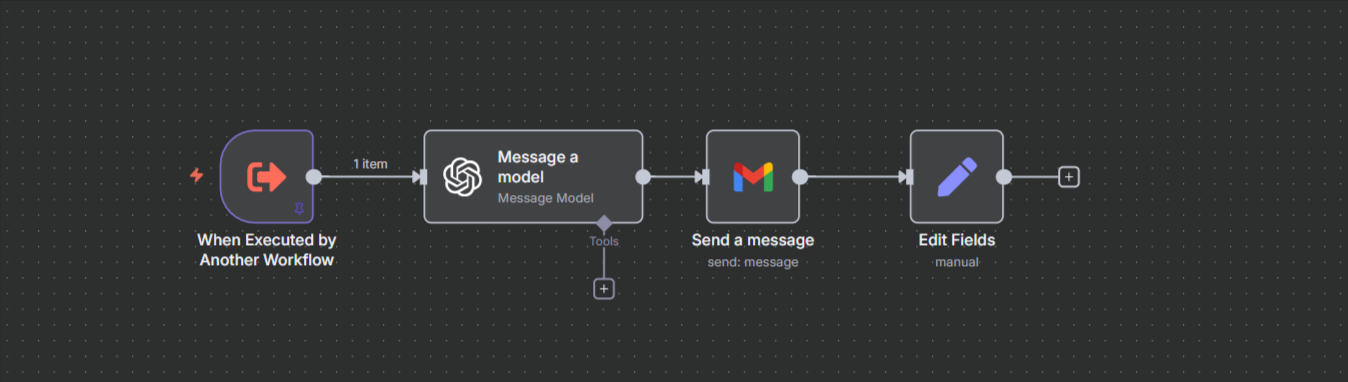 1 item
Message a
model
Message Model
Tools
When Executed by
Another Workflow
Send a message
send: message
Edit Fields
manual